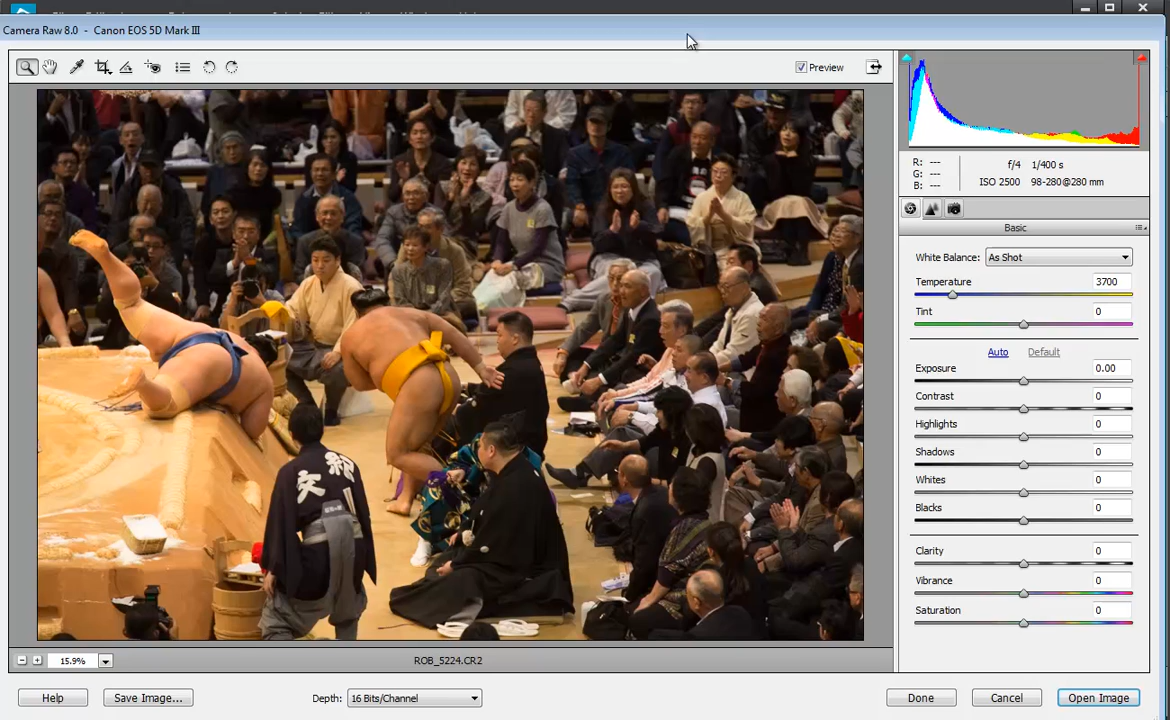 Camera Raw 8.0 - Canon EOS 5D Mark III
Preview
R: ---
G: ---
B: ---
f/4 1/400 s
ISO 2500 98-280@280 mm
Basic
White Balance: As Shot
Temperature 3700
Tint 0
Auto Default
Exposure 0.00
Contrast 0
Highlights 0
Shadows 0
Whites 0
Blacks 0
Clarity 0
Vibrance 0
Saturation 0
15.9%
ROB_5224.CR2
Help
Save Image...
Depth: 16 Bits/Channel
Done
Cancel
Open Image